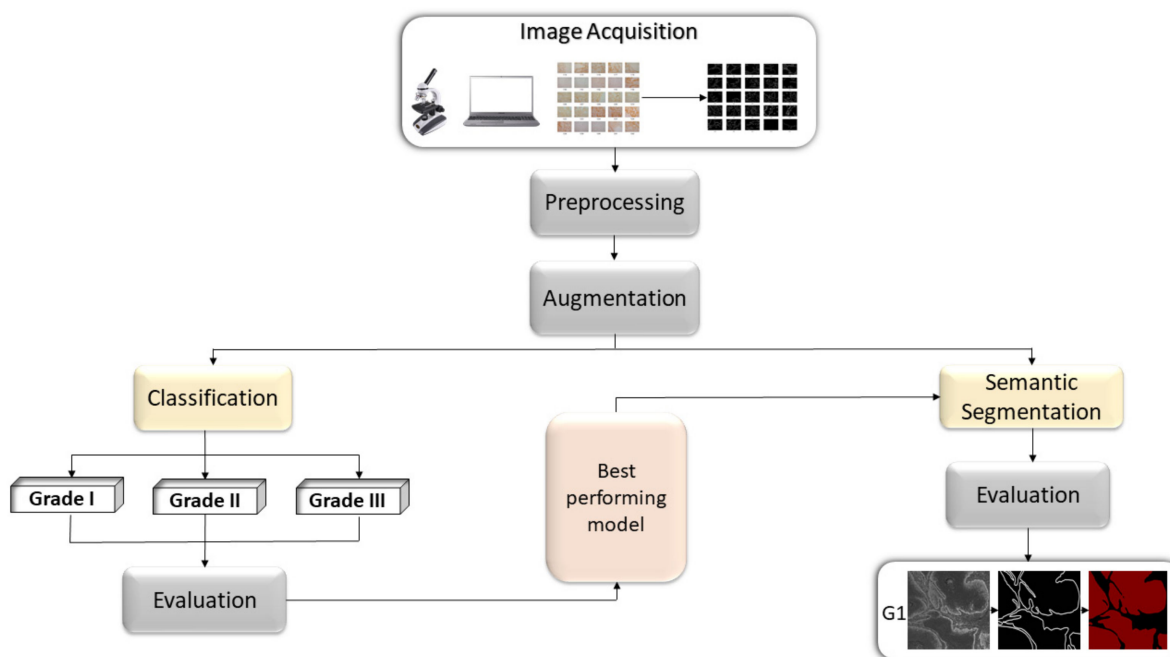 Image Acquisition
Preprocessing
Augmentation
Classification
Semantic
Segmentation
Grade I
Grade II
Grade III
Best
performing
model
Evaluation
Evaluation
G1